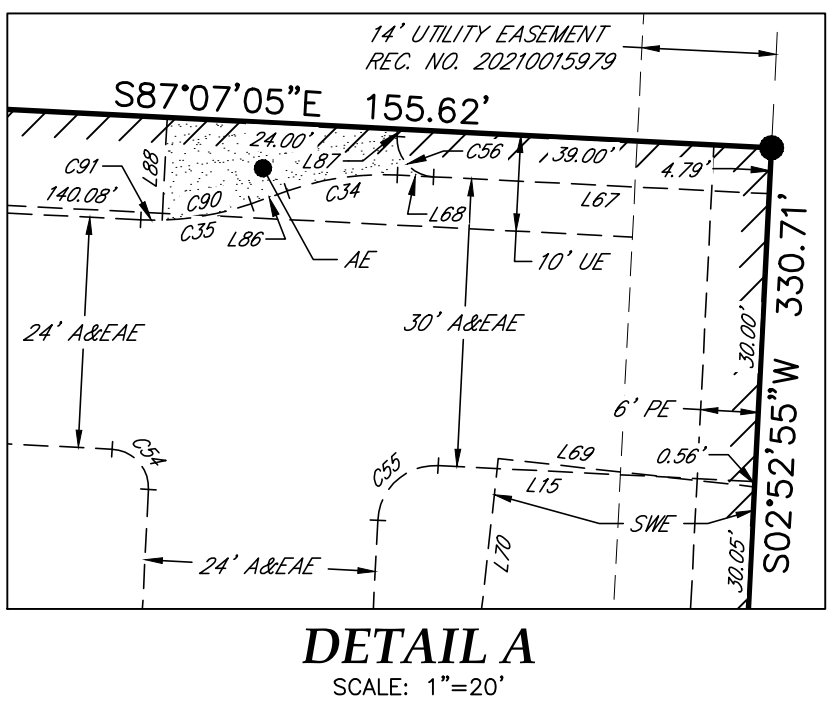 14' UTILITY EASEMENT
REC. NO. 20210015979
S87°07'05"E 155.62'
24.00'
L87
C56
39.00'
4.79'
C91
L88
140.08'
C90
C34
L67
L68
C35
L86
AE
10' UE
330.71'
24' A&EAE
30' A&EAE
30.00'
6' PE
S02°52'55"W
C54
C55
L69
0.56'
L15
SWE
L70
24' A&EAE
30.05'
DETAIL A
SCALE: 1"=20'